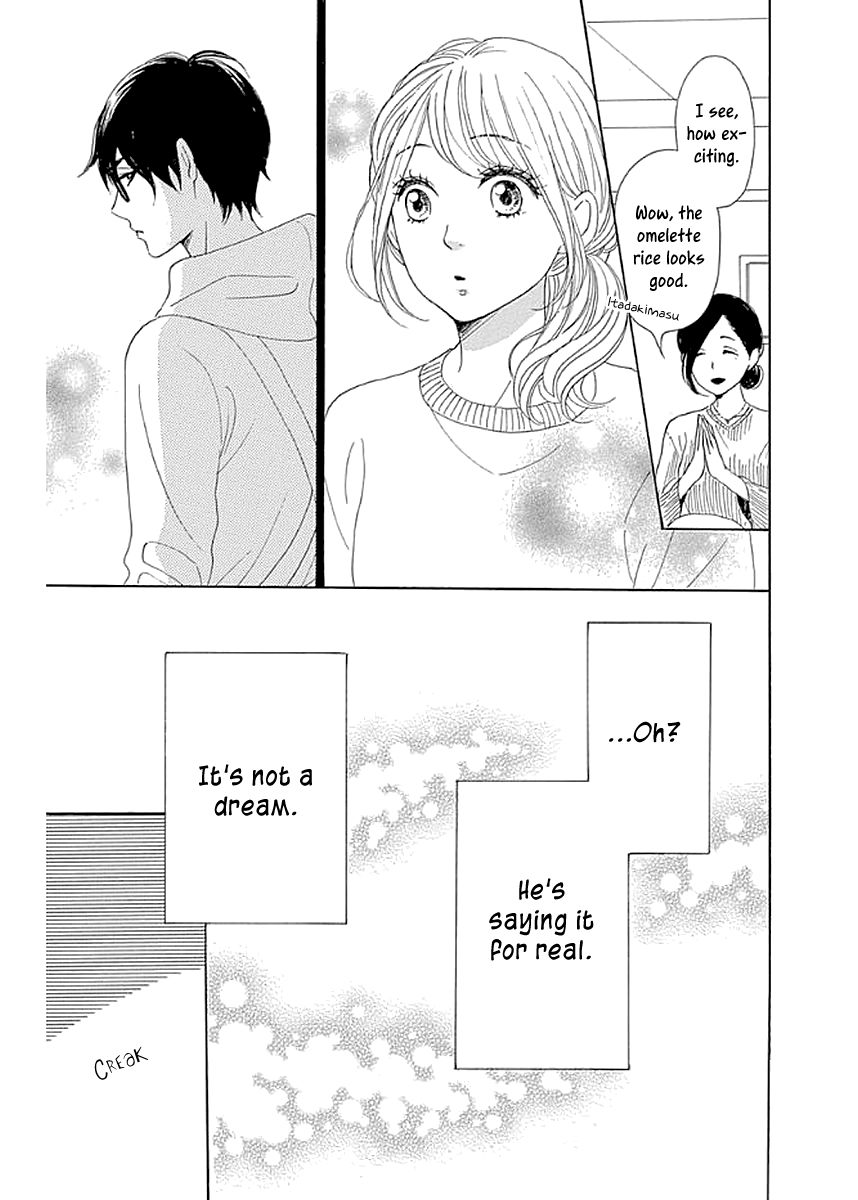 I see,
how ex-
citing.
Wow, the
omelette
rice looks
good.
Itadakimasu
...Oh?
He's
saying it
for real.
It's not a
dream.
CREAK